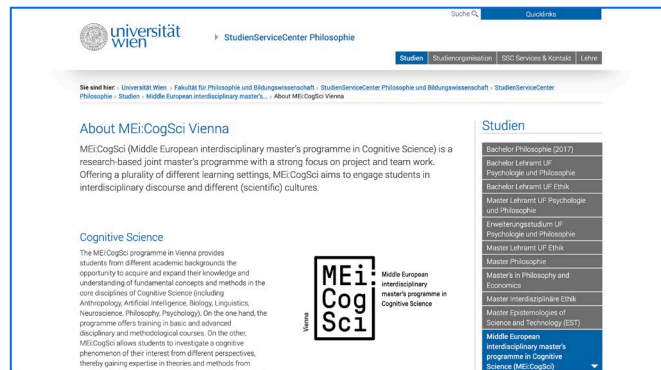 Suche
Quicklinks
universität
wien
StudienServiceCenter Philosophie
Studien
Studienorganisation
SSC Services & Kontakt
Lehre
Sie sind hier: › Universität Wien › Fakultät für Philosophie und Bildungswissenschaft › StudienServiceCenter Philosophie und Bildungswissenschaft › StudienServiceCenter
Philosophie › Studien › Middle European interdisciplinary master's... › About MEi:CogSci Vienna
About MEi:CogSci Vienna
MEi:CogSci (Middle European interdisciplinary master's programme in Cognitive Science) is a
research-based joint master's programme with a strong focus on project and team work.
Offering a plurality of different learning settings, MEi:CogSci aims to engage students in
interdisciplinary discourse and different (scientific) cultures.
Cognitive Science
The MEi:CogSci programme in Vienna provides
students from different academic backgrounds the
opportunity to acquire and expand their knowledge and
understanding of fundamental concepts and methods in the
core disciplines of Cognitive Science (including
Anthropology, Artificial Intelligence, Biology, Linguistics,
Neuroscience, Philosophy, Psychology). On the one hand, the
programme offers training in basic and advanced
disciplinary and methodological courses. On the other,
MEi:CogSci allows students to investigate a cognitive
phenomenon of their interest from different perspectives,
thereby gaining expertise in theories and methods from
Vienna
MEi:
Cog
Sci
Middle European
interdisciplinary
master's programme in
Cognitive Science
Studien
Bachelor Philosophie (2017)
Bachelor Lehramt UF
Psychologie und Philosophie
Bachelor Lehramt UF Ethik
Master Lehramt UF Psychologie
und Philosophie
Erweiterungsstudium UF
Psychologie und Philosophie
Master Lehramt UF Ethik
Master Philosophie
Master's in Philosophy and
Economics
Master Interdisziplinäre Ethik
Master Epistemologies of
Science and Technology (EST)
Middle European
interdisciplinary master's
programme in Cognitive
Science (MEi:CogSci)